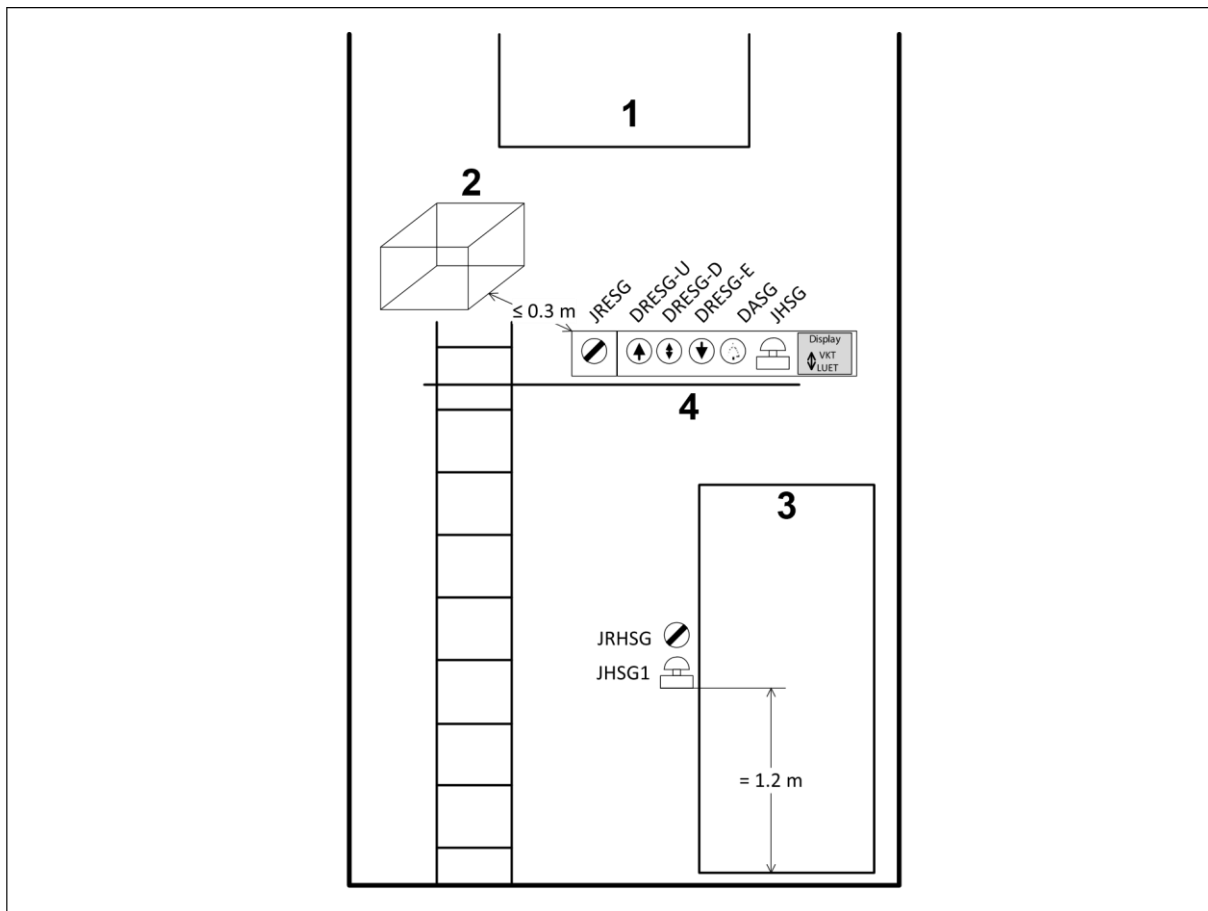 1
2
≤ 0.3 m
JRESG
DRESG-U
DRESG-D
DRESG-E
DASG
JHSG
Display
VKT
LUET
4
3
JRHSG
JHSG1
= 1.2 m